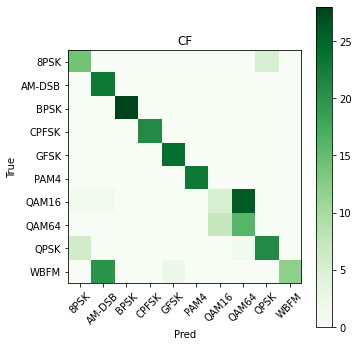 CF
True
8PSK
AM-DSB
BPSK
CPFSK
GFSK
PAM4
QAM16
QAM64
QPSK
WBFM
8PSK
AM-DSB
BPSK
CPFSK
GFSK
PAM4
QAM16
QAM64
QPSK
WBFM
Pred
25
20
15
10
5
0